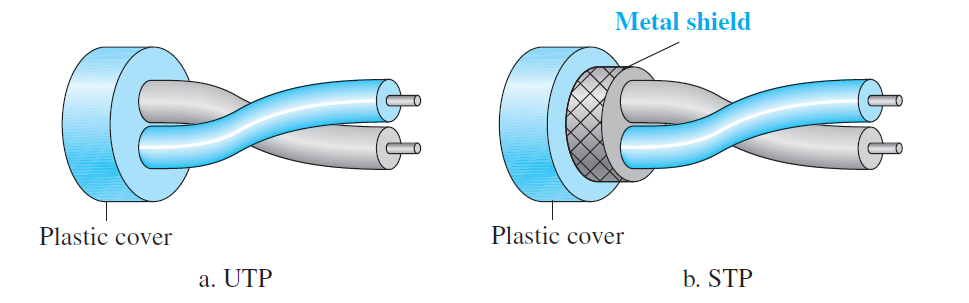 Metal shield
Plastic cover
Plastic cover
a. UTP
b. STP